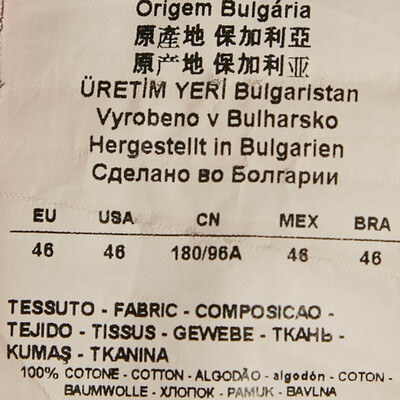 Origem Bulgária
原產地 保加利亞
原产地 保加利亚
ÜRETİM YERİ Bulgaristan
Vyrobeno v Bulharsko
Hergestellt in Bulgarien
Сделано во Болгарии
EU USA CN MEX BRA
46 46 180/96A 46 46
TESSUTO - FABRIC - COMPOSICAO -
TEJIDO - TISSUS - GEWEBE - ТКАНЬ -
KUMAŞ - TKANINA
100% COTONE - COTTON - ALGODÃO - algodón - COTON -
BAUMWOLLE - ХЛОПОК - PAMUK - BAVLNA